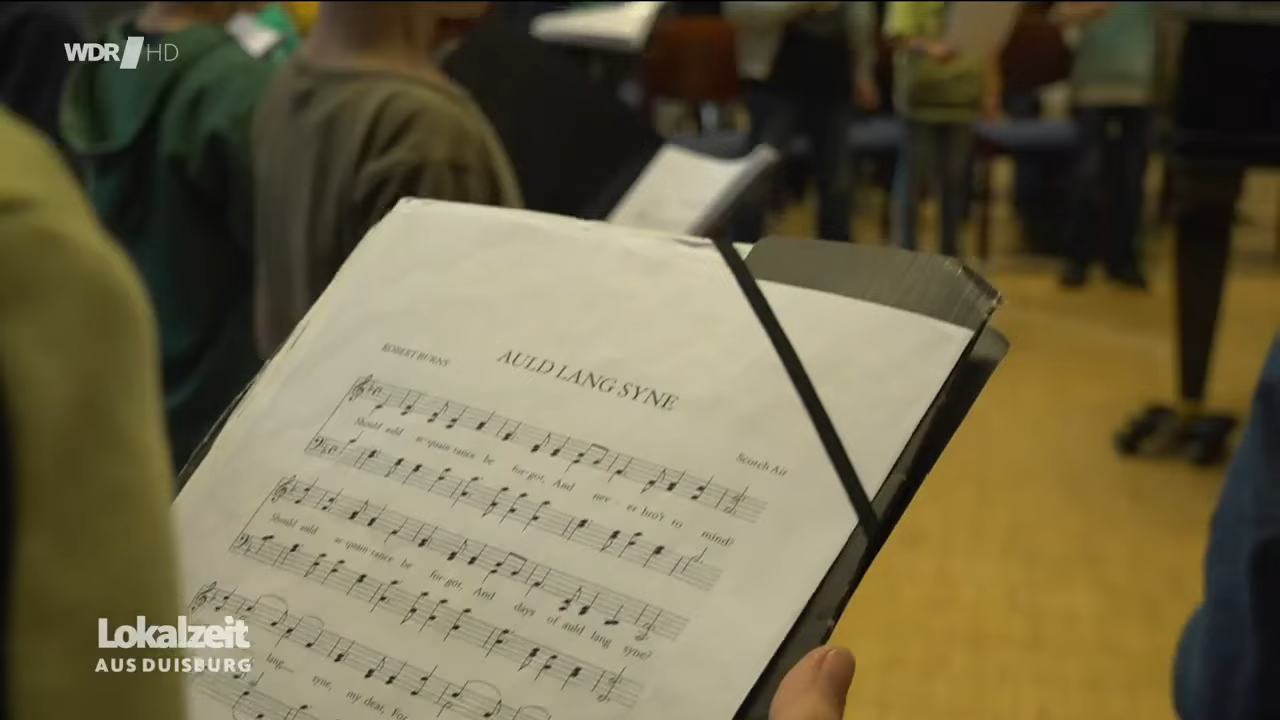 WDR HD
ROBERT BURNS
AULD LANG SYNE
Scotch Air
Should auld ac-quain-tance be for-got, And nev - er bro't to mind?
Should auld ac-quain-tance be for-got, And days of auld lang syne?
lang syne, my dear, For
Lokalzeit
AUS DUISBURG